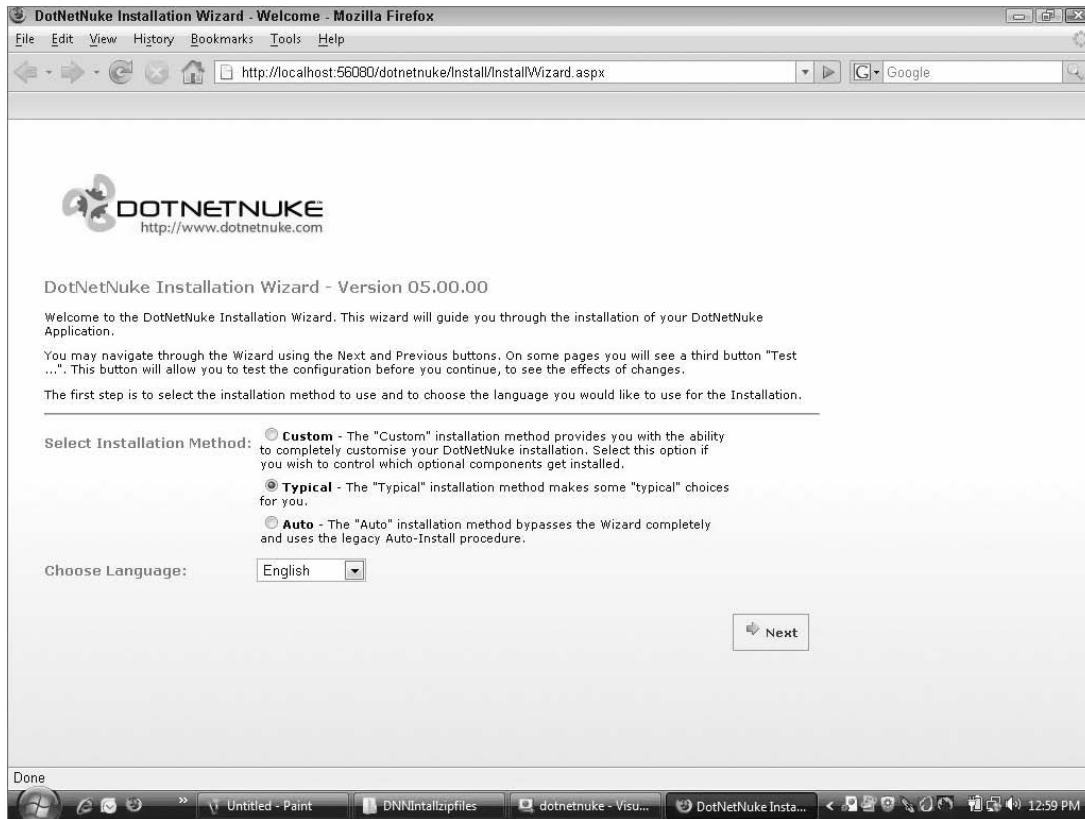 DotNetNuke Installation Wizard - Welcome - Mozilla Firefox
File Edit View History Bookmarks Tools Help
http://localhost:56080/dotnetnuke/Install/InstallWizard.aspx
G Google
DOTNETNUKE
http://www.dotnetnuke.com
DotNetNuke Installation Wizard - Version 05.00.00
Welcome to the DotNetNuke Installation Wizard. This wizard will guide you through the installation of your DotNetNuke
Application.
You may navigate through the Wizard using the Next and Previous buttons. On some pages you will see a third button "Test
...". This button will allow you to test the configuration before you continue, to see the effects of changes.
The first step is to select the installation method to use and to choose the language you would like to use for the Installation.
Select Installation Method:
Custom - The "Custom" installation method provides you with the ability
to completely customise your DotNetNuke installation. Select this option if
you wish to control which optional components get installed.
Typical - The "Typical" installation method makes some "typical" choices
for you.
Auto - The "Auto" installation method bypasses the Wizard completely
and uses the legacy Auto-Install procedure.
Choose Language: English
Next
Done
» Untitled - Paint DNNIntallzipfiles dotnetnuke - Visu... DotNetNuke Insta... < 12:59 PM